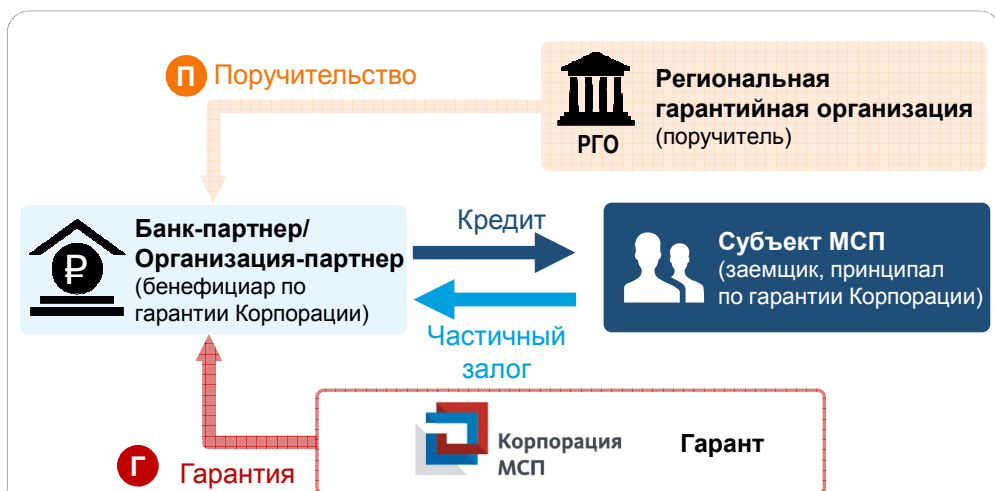 П Поручительство
Региональная
гарантийная организация
(поручитель)
РГО
Банк-партнер/
Организация-партнер
(бенефициар по
гарантии Корпорации)
₽
Кредит
Частичный
залог
Субъект МСП
(заемщик, принципал
по гарантии Корпорации)
Корпорация
МСП
Гарант
Г Гарантия